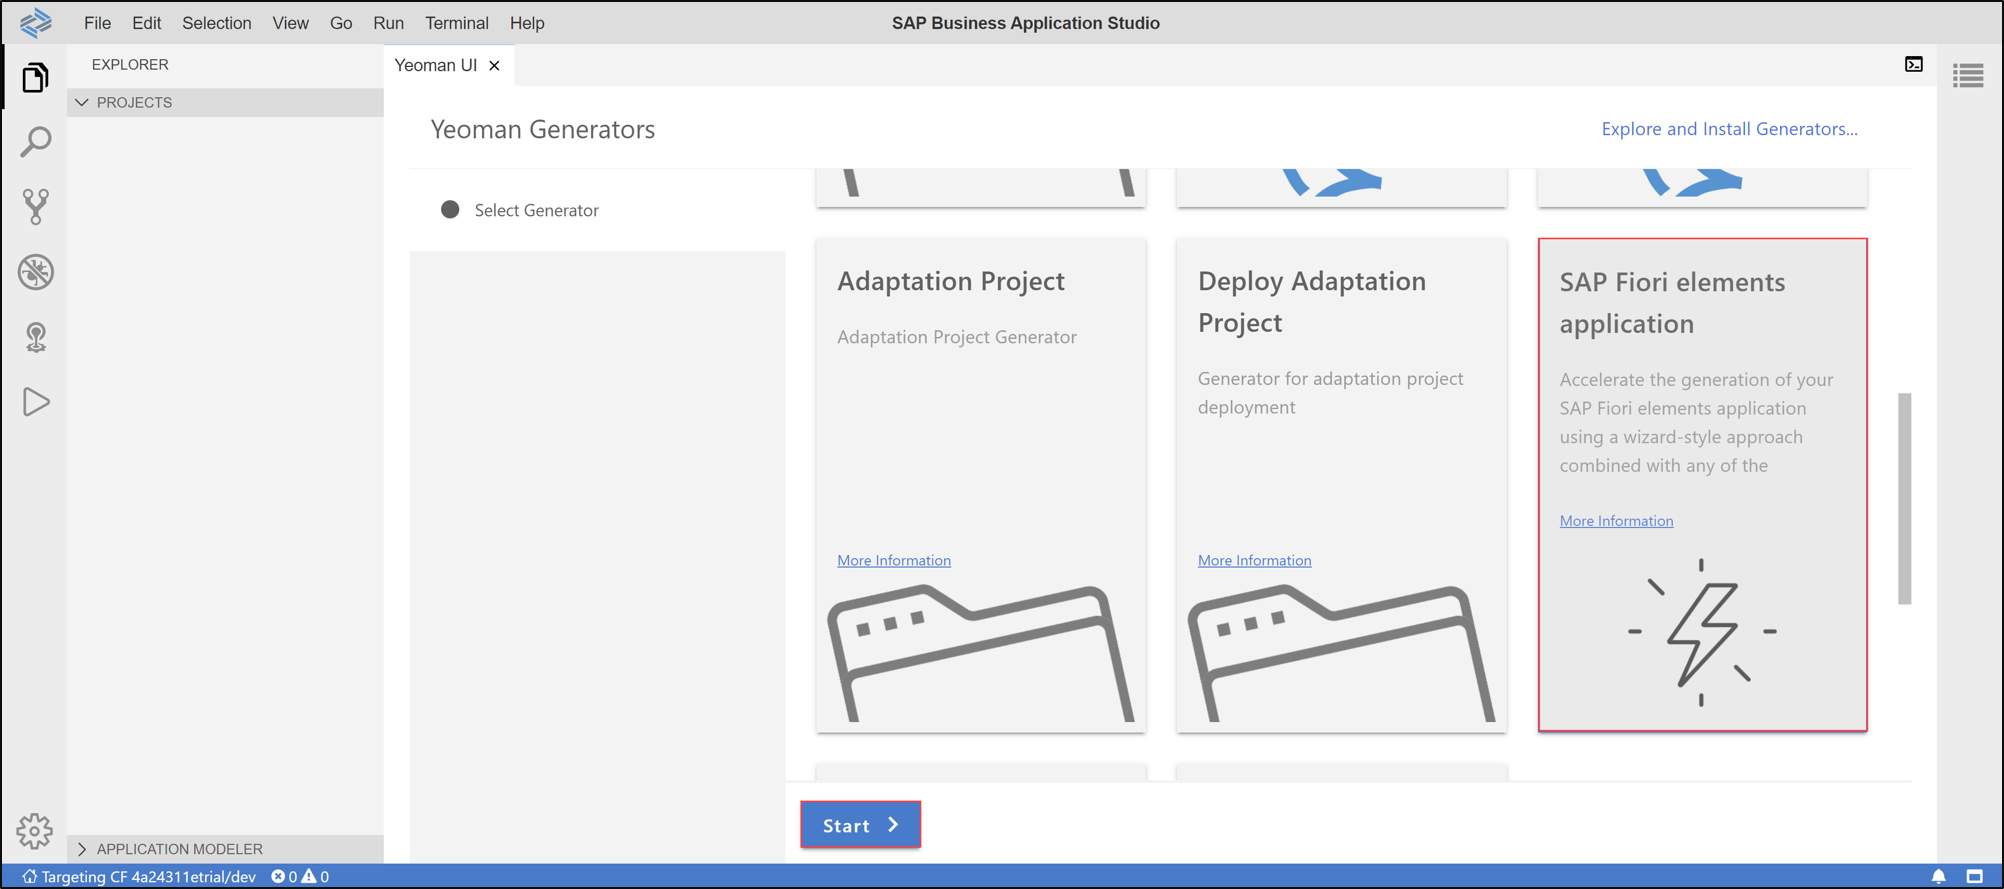 File Edit Selection View Go Run Terminal Help
SAP Business Application Studio
EXPLORER
PROJECTS
Yeoman UI
Yeoman Generators
Explore and Install Generators...
Select Generator
Adaptation Project
Adaptation Project Generator
More Information
Deploy Adaptation
Project
Generator for adaptation project
deployment
More Information
SAP Fiori elements
application
Accelerate the generation of your
SAP Fiori elements application
using a wizard-style approach
combined with any of the
More Information
Start
APPLICATION MODELER
Targeting CF 4a24311etrial/dev 0 0